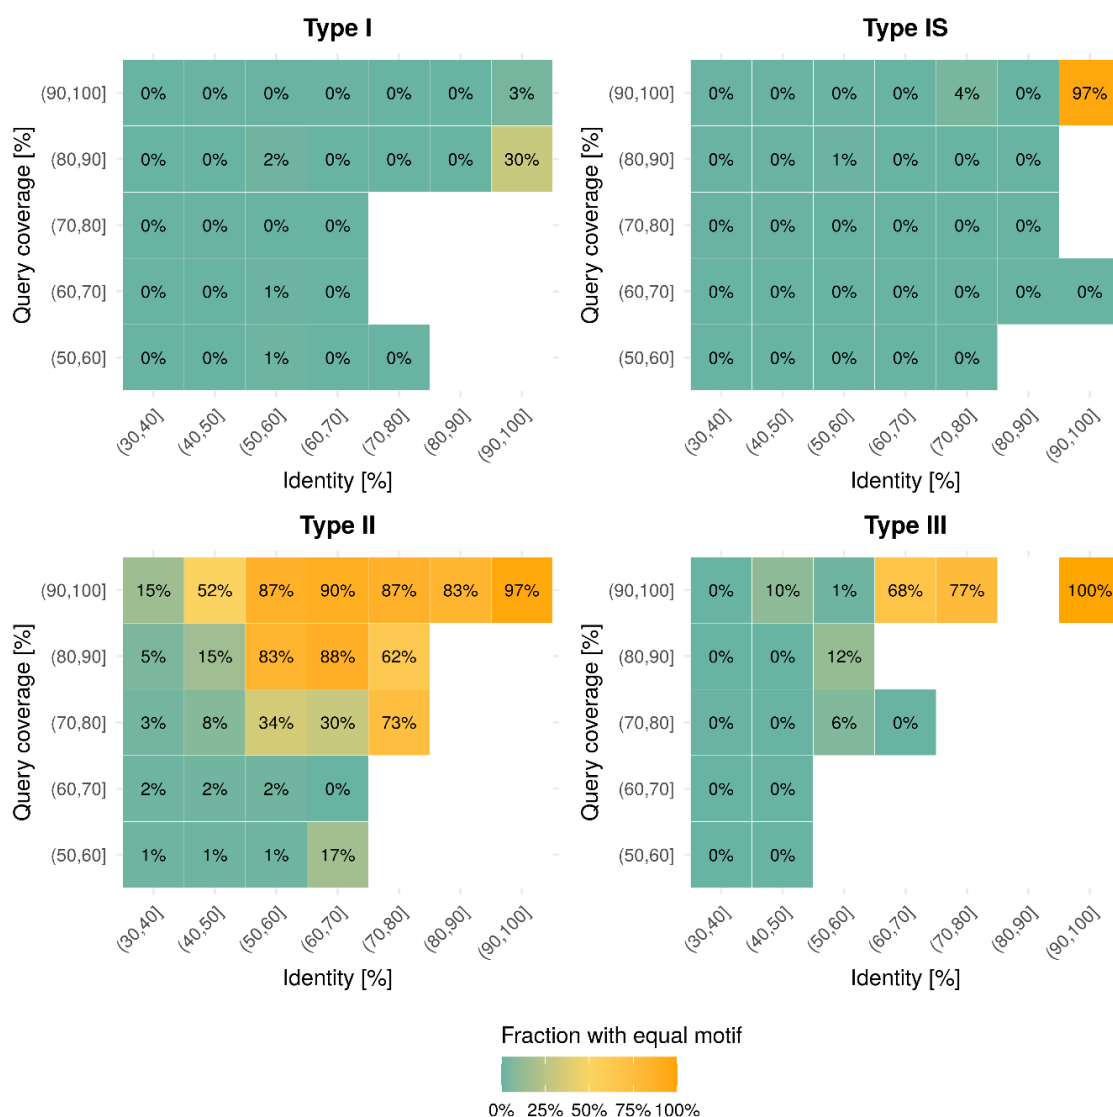 Type I
Query coverage [%]
(90,100] 0% 0% 0% 0% 0% 0% 3%
(80,90] 0% 0% 2% 0% 0% 0% 30%
(70,80] 0% 0% 0% 0%
(60,70] 0% 0% 1% 0%
(50,60] 0% 0% 1% 0% 0%
(30,40] (40,50] (50,60] (60,70] (70,80] (80,90] (90,100]
Identity [%]
Type IS
Query coverage [%]
(90,100] 0% 0% 0% 0% 4% 0% 97%
(80,90] 0% 0% 1% 0% 0% 0%
(70,80] 0% 0% 0% 0% 0% 0%
(60,70] 0% 0% 0% 0% 0% 0% 0%
(50,60] 0% 0% 0% 0% 0%
(30,40] (40,50] (50,60] (60,70] (70,80] (80,90] (90,100]
Identity [%]
Type II
Query coverage [%]
(90,100] 15% 52% 87% 90% 87% 83% 97%
(80,90] 5% 15% 83% 88% 62%
(70,80] 3% 8% 34% 30% 73%
(60,70] 2% 2% 2% 0%
(50,60] 1% 1% 1% 17%
(30,40] (40,50] (50,60] (60,70] (70,80] (80,90] (90,100]
Identity [%]
Type III
Query coverage [%]
(90,100] 0% 10% 1% 68% 77% 100%
(80,90] 0% 0% 12%
(70,80] 0% 0% 6% 0%
(60,70] 0% 0%
(50,60] 0% 0%
(30,40] (40,50] (50,60] (60,70] (70,80] (80,90] (90,100]
Identity [%]
Fraction with equal motif
0% 25% 50% 75% 100%